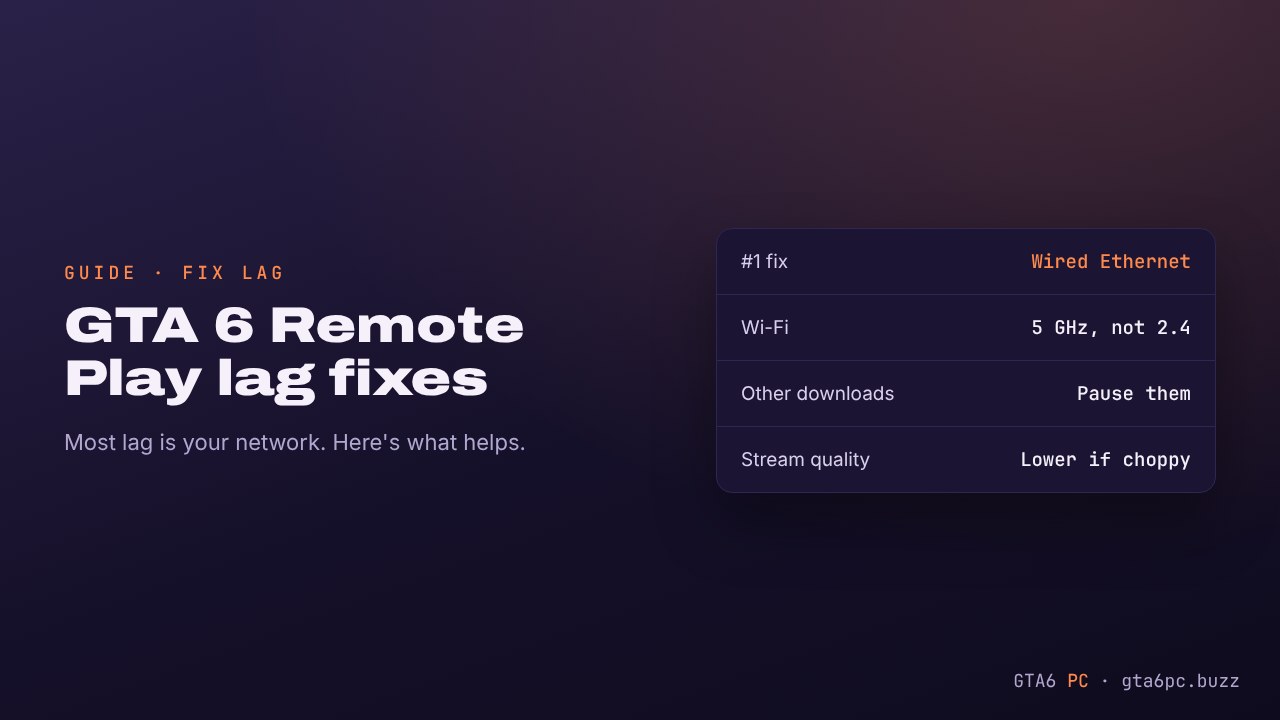 GUIDE · FIX LAG
GTA 6 Remote
Play lag fixes
Most lag is your network. Here's what helps.
#1 fix Wired Ethernet
Wi-Fi 5 GHz, not 2.4
Other downloads Pause them
Stream quality Lower if choppy
GTA6 PC · gta6pc.buzz